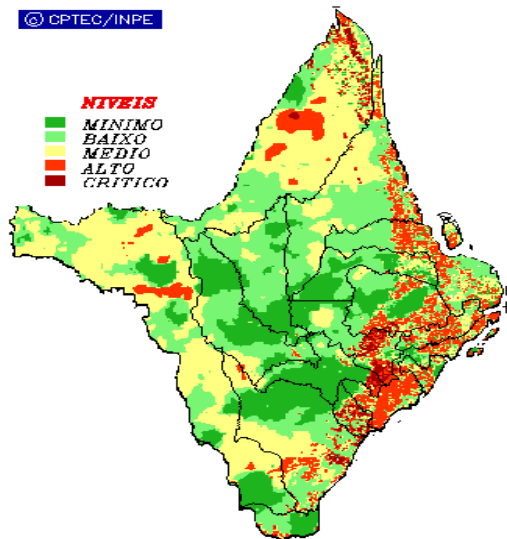 © CPTEC/INPE
NIVEIS
MINIMO
BAIXO
MEDIO
ALTO
CRITICO